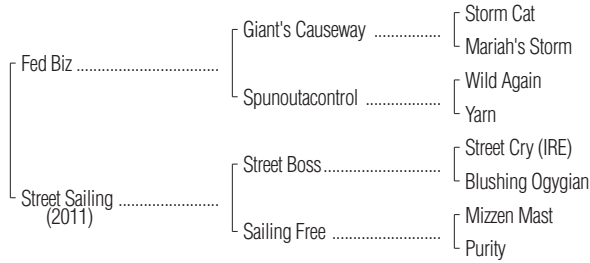 Storm Cat
Giant's Causeway ................
Mariah's Storm
Fed Biz ................................
Wild Again
Spunoutacontrol ..................
Yarn
Street Cry (IRE)
Street Boss............................
Blushing Ogygian
Street Sailing .......................
(2011)
Mizzen Mast
Sailing Free .........................
Purity